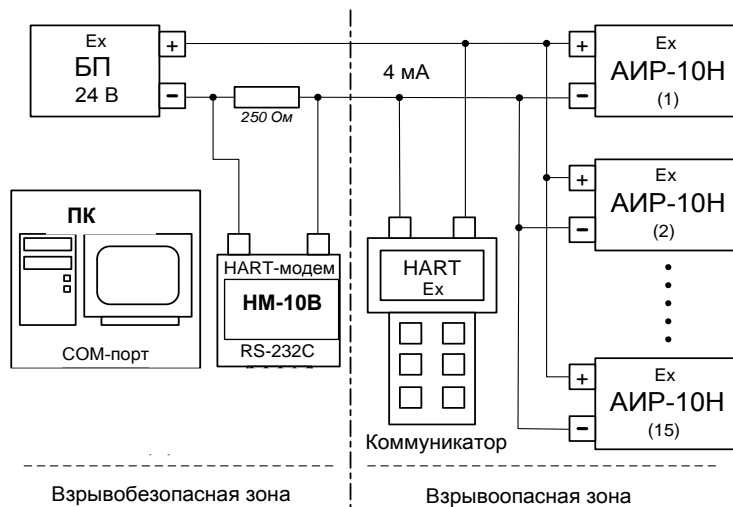 Ex
БП
24 В
+
−
250 Ом
4 мА
+
−
Ex
АИР-10Н
(1)
+
−
Ex
АИР-10Н
(2)
+
−
Ex
АИР-10Н
(15)
ПК
COM-порт
HART-модем
НМ-10В
RS-232C
HART
Ex
Коммуникатор
Взрывобезопасная зона
Взрывоопасная зона